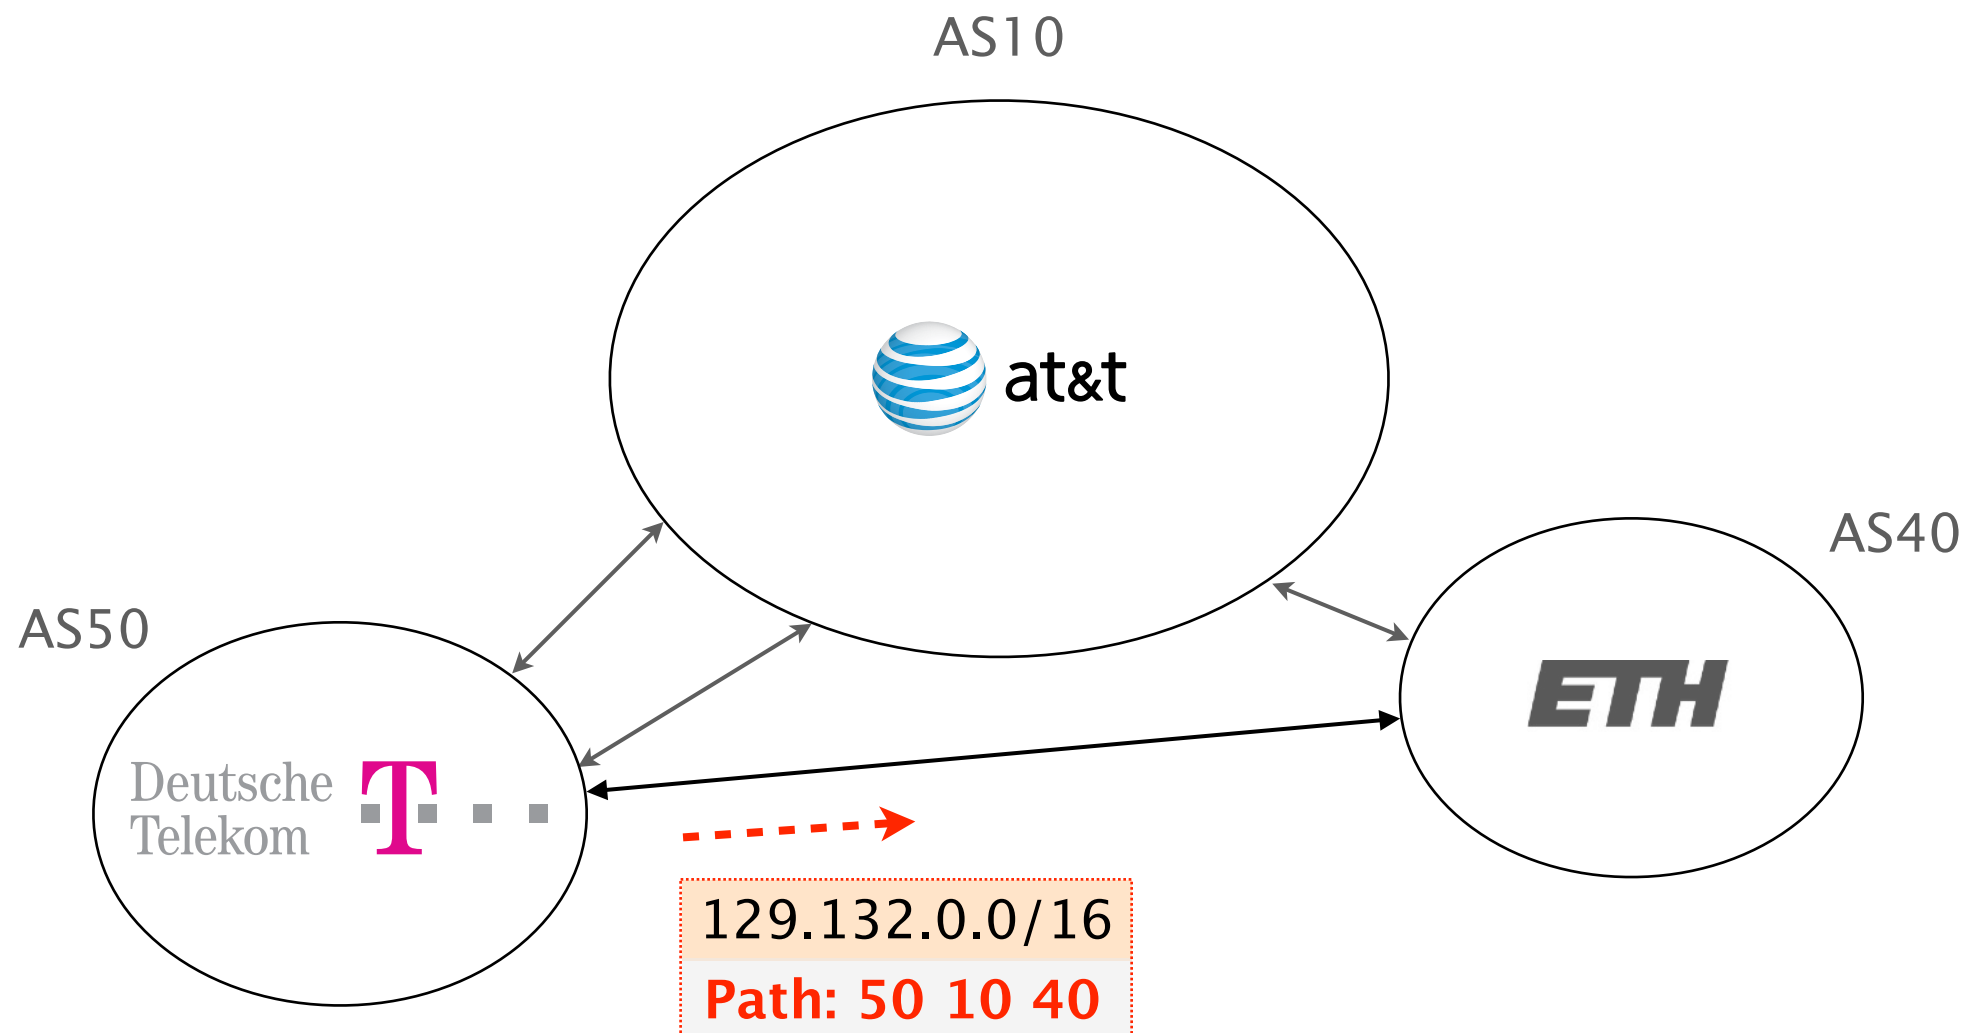 AS10
at&t
AS40
AS50
ETH
Deutsche
Telekom
T
129.132.0.0/16
Path: 50 10 40